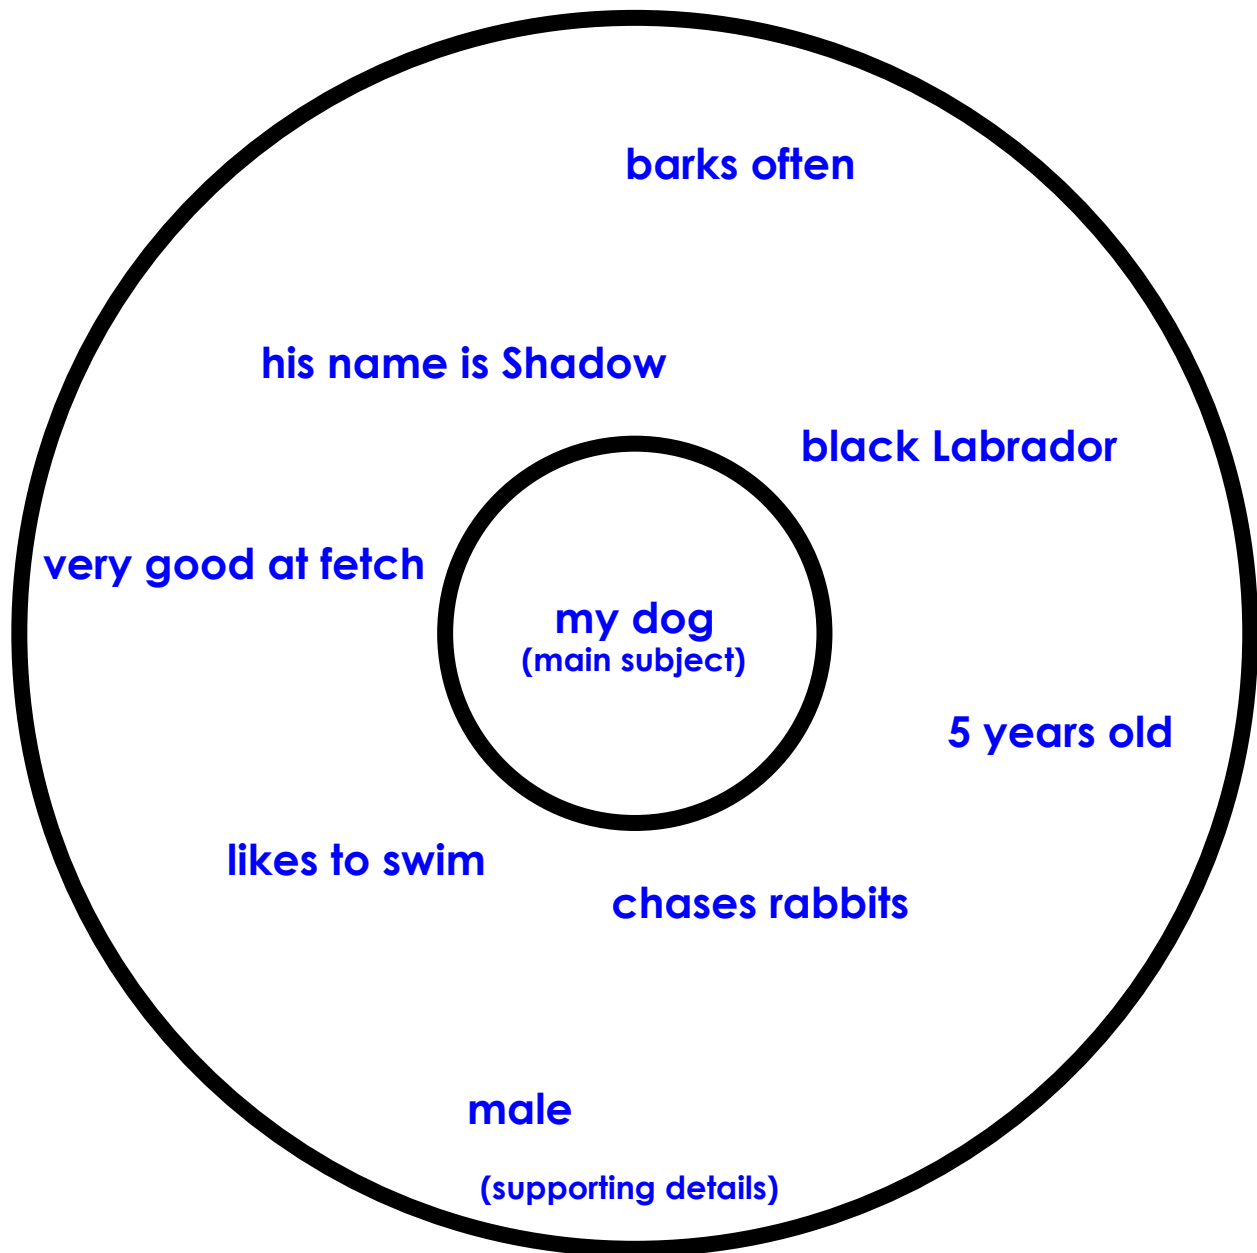 barks often
his name is Shadow
black Labrador
very good at fetch
my dog
(main subject)
5 years old
likes to swim
chases rabbits
male
(supporting details)